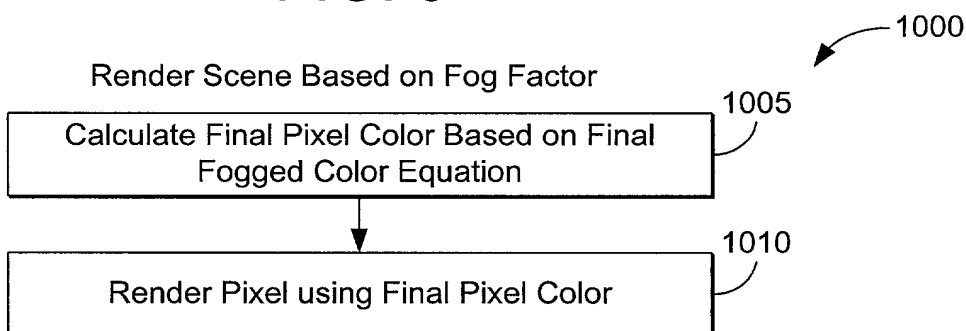 1000
Render Scene Based on Fog Factor
1005
Calculate Final Pixel Color Based on Final
Fogged Color Equation
1010
Render Pixel using Final Pixel Color